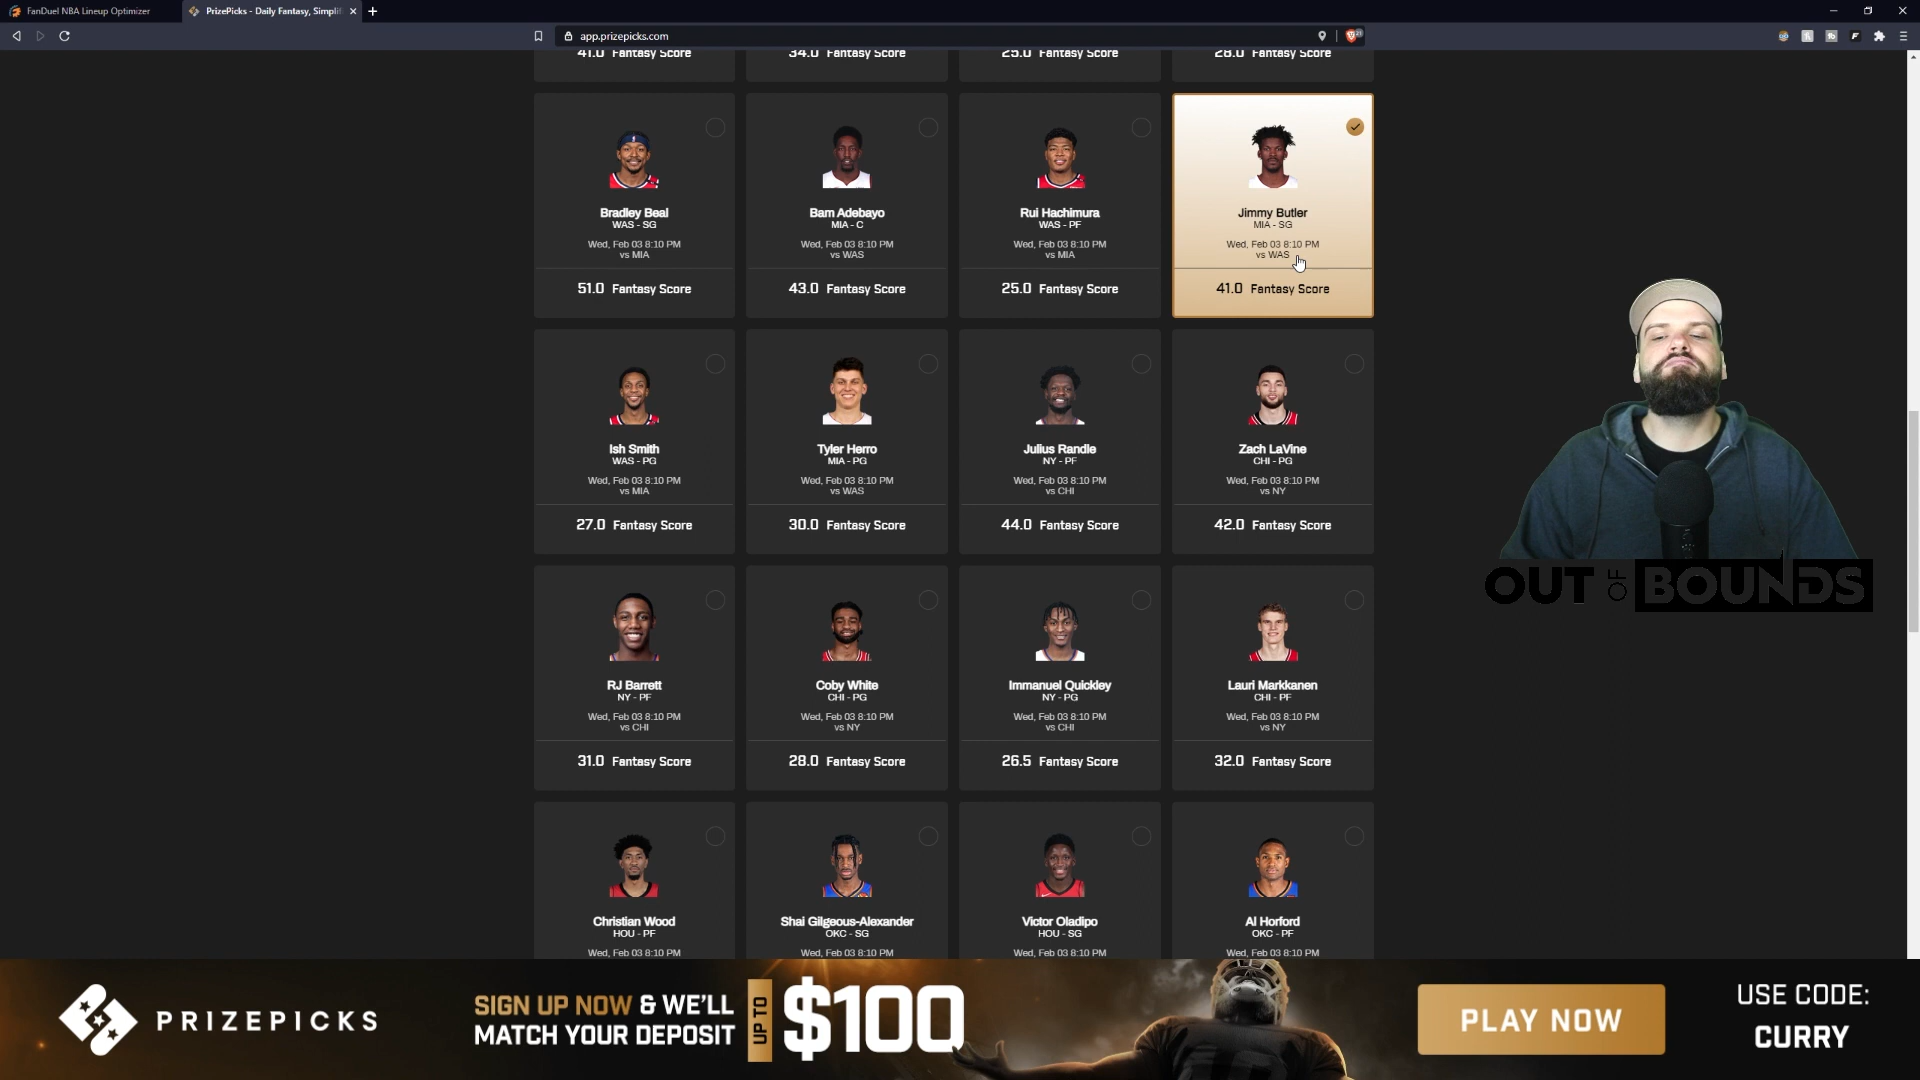 FanDuel NBA Lineup Optimizer
PrizePicks - Daily Fantasy, Simpli
app.prizepicks.com
41.0 Fantasy Score
34.0 Fantasy Score
25.0 Fantasy Score
28.0 Fantasy Score
Bradley Beal
WAS - SG
Wed, Feb 03 8:10 PM
vs MIA
51.0 Fantasy Score
Bam Adebayo
MIA - C
Wed, Feb 03 8:10 PM
vs WAS
43.0 Fantasy Score
Rui Hachimura
WAS - PF
Wed, Feb 03 8:10 PM
vs MIA
25.0 Fantasy Score
Jimmy Butler
MIA - SG
Wed, Feb 03 8:10 PM
vs WAS
41.0 Fantasy Score
Ish Smith
WAS - PG
Wed, Feb 03 8:10 PM
vs MIA
27.0 Fantasy Score
Tyler Herro
MIA - PG
Wed, Feb 03 8:10 PM
vs WAS
30.0 Fantasy Score
Julius Randle
NY - PF
Wed, Feb 03 8:10 PM
vs CHI
44.0 Fantasy Score
Zach LaVine
CHI - PG
Wed, Feb 03 8:10 PM
vs NY
42.0 Fantasy Score
RJ Barrett
NY - PF
Wed, Feb 03 8:10 PM
vs CHI
31.0 Fantasy Score
Coby White
CHI - PG
Wed, Feb 03 8:10 PM
vs NY
28.0 Fantasy Score
Immanuel Quickley
NY - PG
Wed, Feb 03 8:10 PM
vs CHI
26.5 Fantasy Score
Lauri Markkanen
CHI - PF
Wed, Feb 03 8:10 PM
vs NY
32.0 Fantasy Score
Christian Wood
HOU - PF
Wed, Feb 03 8:10 PM
Shai Gilgeous-Alexander
OKC - SG
Wed, Feb 03 8:10 PM
Victor Oladipo
HOU - SG
Wed, Feb 03 8:10 PM
Al Horford
OKC - PF
Wed, Feb 03 8:10 PM
OUT OF BOUNDS
PRIZEPICKS
SIGN UP NOW & WE'LL
MATCH YOUR DEPOSIT
UP TO
$100
PLAY NOW
USE CODE:
CURRY